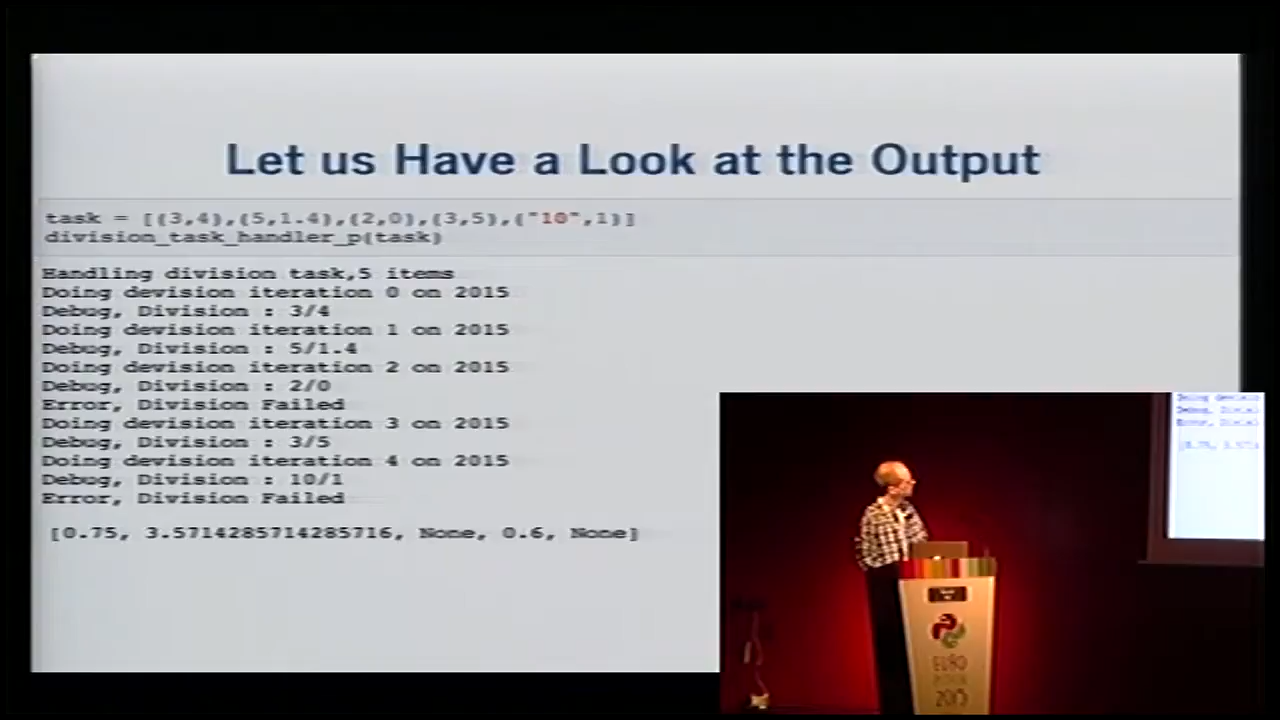 Let us Have a Look at the Output
task = [(3,4),(5,1.4),(2,0),(3,5),("10",1)]
division_task_handler_p(task)
Handling division task,5 items
Doing devision iteration 0 on 2015
Debug, Division : 3/4
Doing devision iteration 1 on 2015
Debug, Division : 5/1.4
Doing devision iteration 2 on 2015
Debug, Division : 2/0
Error, Division Failed
Doing devision iteration 3 on 2015
Debug, Division : 3/5
Doing devision iteration 4 on 2015
Debug, Division : 10/1
Error, Division Failed
[0.75, 3.5714285714285716, None, 0.6, None]
EURO
2015